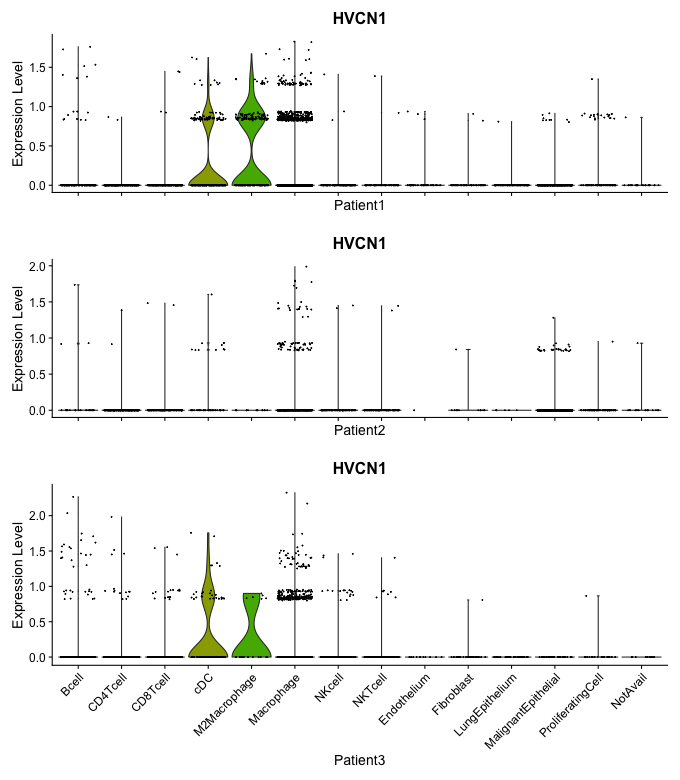 HVCN1
Expression Level
1.5
1.0
0.5
0.0
Patient1
HVCN1
Expression Level
2.0
1.5
1.0
0.5
0.0
Patient2
HVCN1
Expression Level
2.0
1.5
1.0
0.5
0.0
Bcell
CD4Tcell
CD8Tcell
cDC
M2Macrophage
Macrophage
NKcell
NKTcell
Endothelium
Fibroblast
LungEpithelium
MalignantEpithelial
ProliferatingCell
NotAvail
Patient3